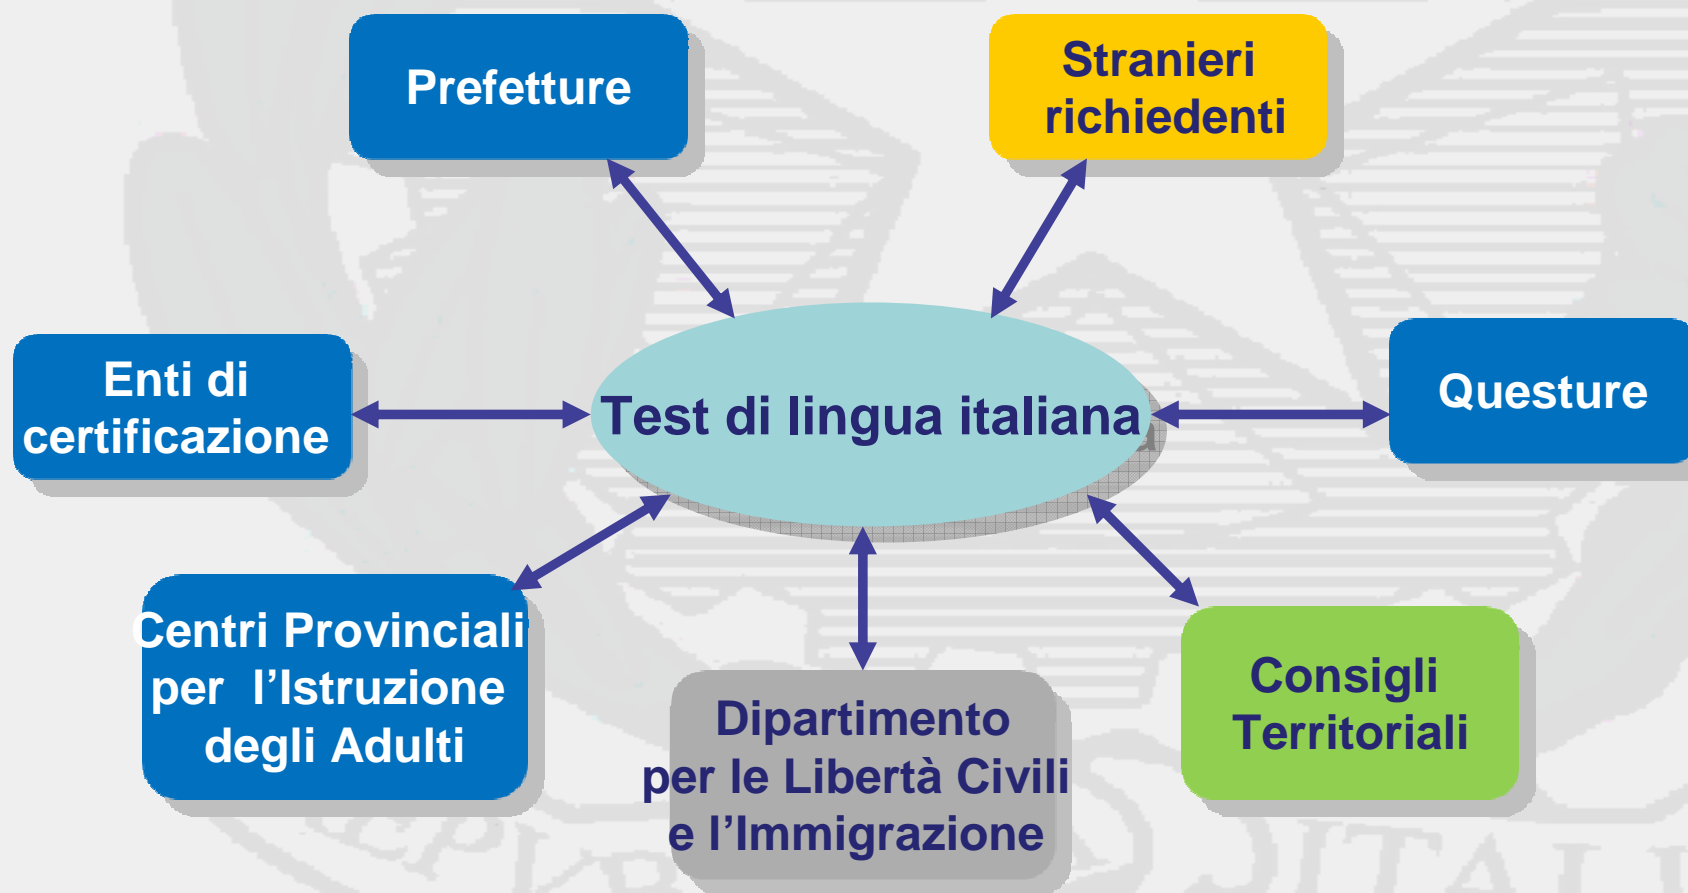 Prefetture
Stranieri
richiedenti
Enti di
certificazione
Test di lingua italiana
Questure
Centri Provinciali
per l'Istruzione
degli Adulti
Dipartimento
per le Libertà Civili
e l'Immigrazione
Consigli
Territoriali